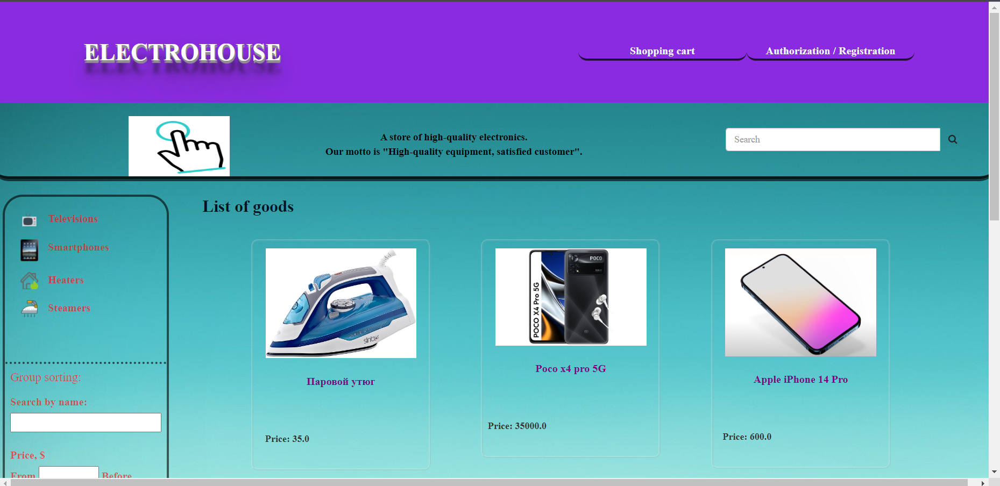 ELECTROHOUSE
Shopping cart
Authorization / Registration
A store of high-quality electronics.
Our motto is "High-quality equipment, satisfied customer".
Search
Televisions
Smartphones
Heaters
Steamers
Group sorting:
Search by name:
Price, $
From
Before
List of goods
sinbo
Паровой утюг
Price: 35.0
POCO X4 Pro 5G
POCO
Poco x4 pro 5G
Price: 35000.0
Apple iPhone 14 Pro
Price: 600.0